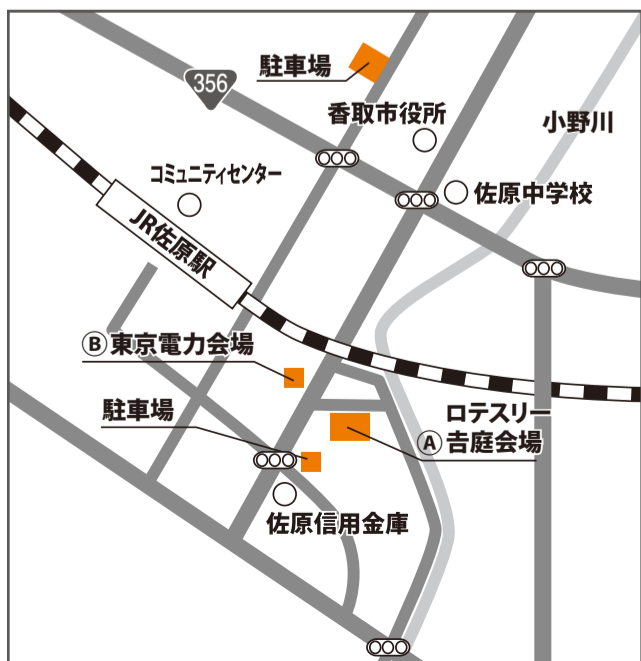 駐車場
356
香取市役所
小野川
コミュニティセンター
佐原中学校
JR佐原駅
Ⓑ東京電力会場
駐車場
ロテスリー
Ⓐ𠮷庭会場
佐原信用金庫